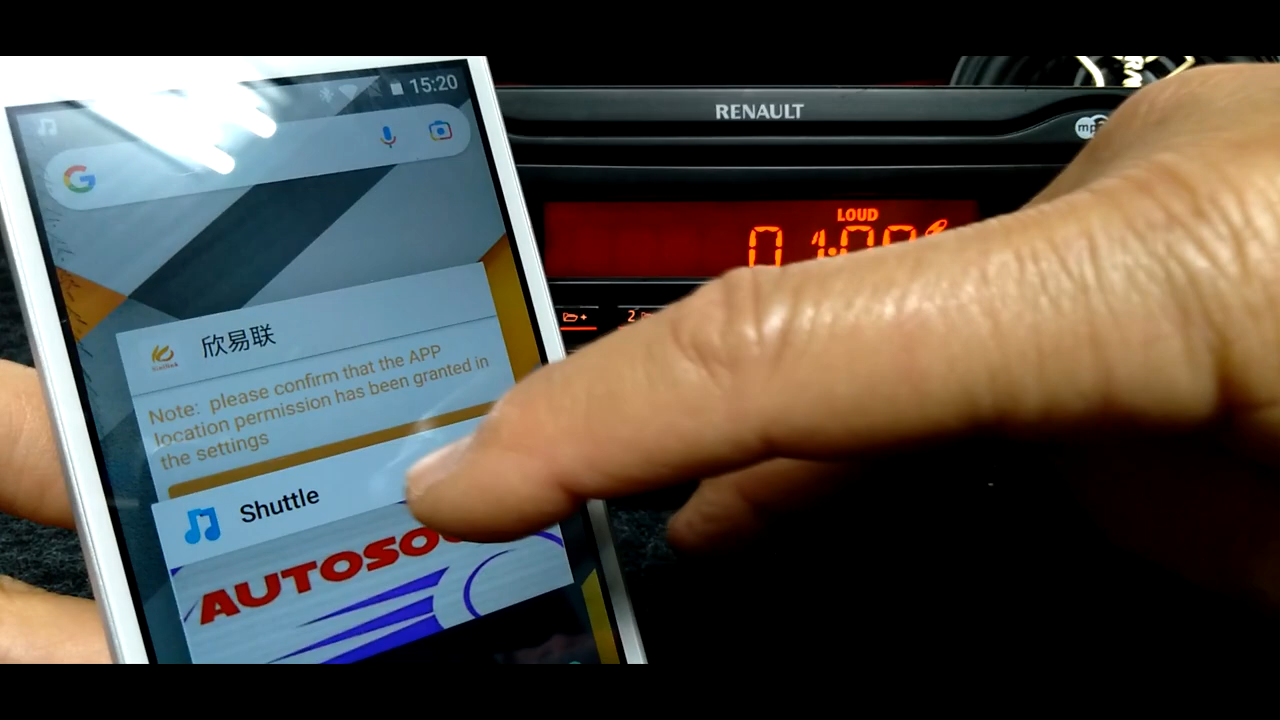 15:20
RENAULT
LOUD
欣易联
Note: please confirm that the APP
location permission has been granted in
the settings
2
Shuttle